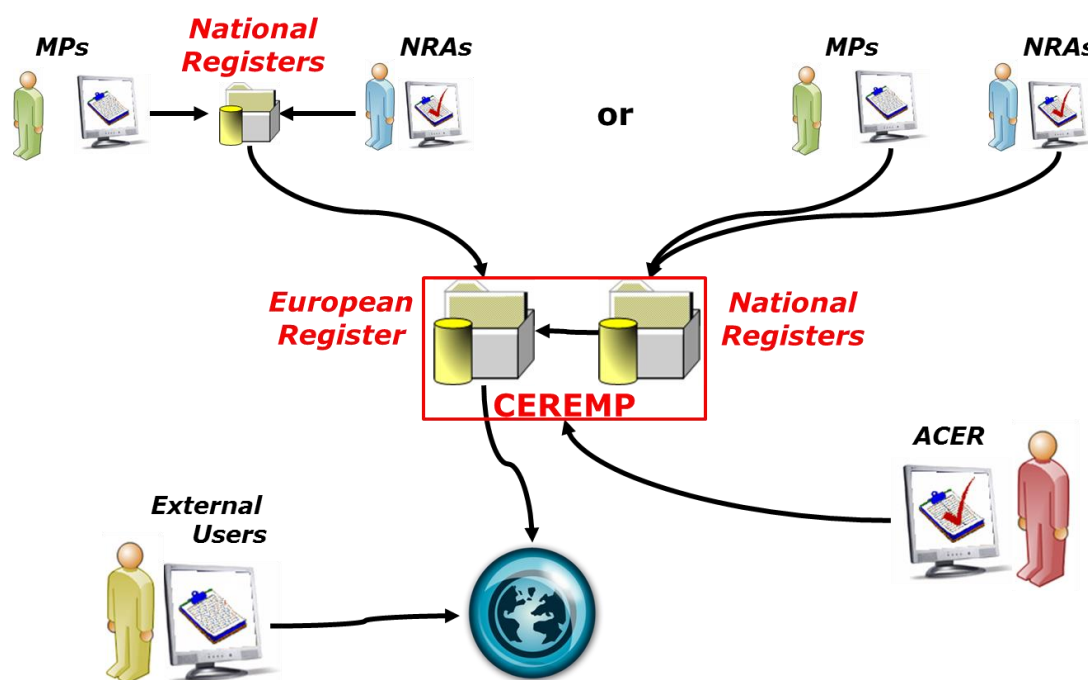 MPs
National
Registers
NRAs
or
MPs
NRAs
European
Register
National
Registers
CEREMP
ACER
External
Users